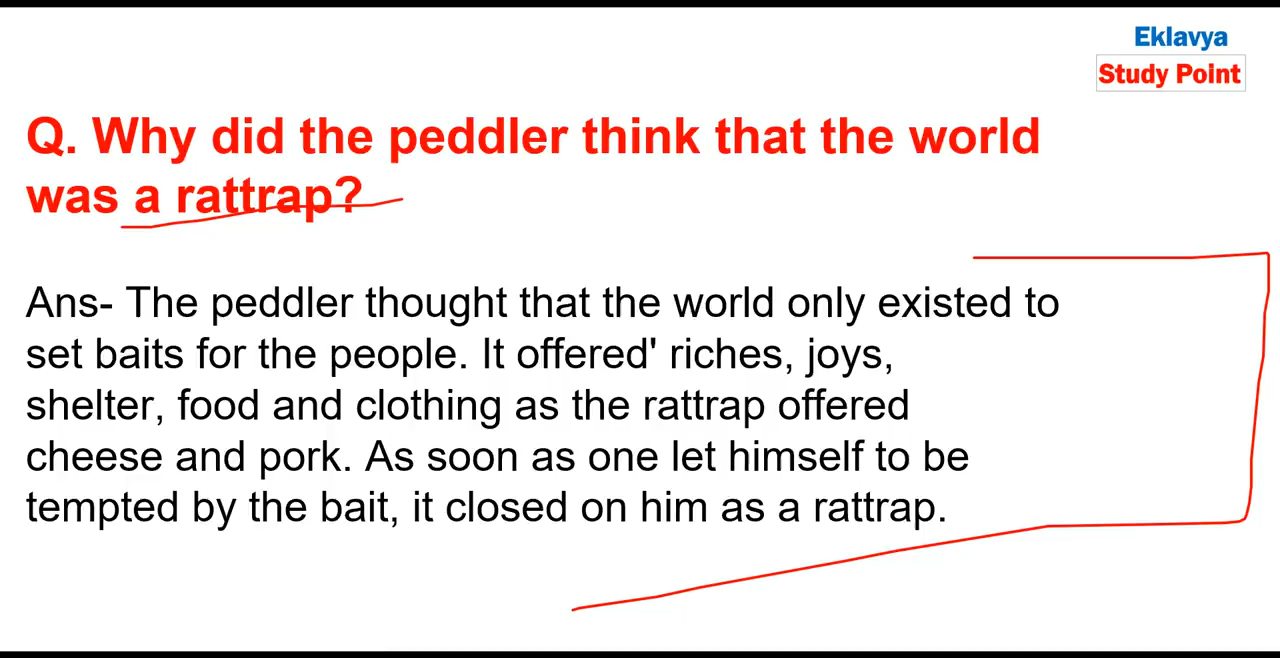 Eklavya
Study Point
Q. Why did the peddler think that the world
was a rattrap?
Ans- The peddler thought that the world only existed to
set baits for the people. It offered' riches, joys,
shelter, food and clothing as the rattrap offered
cheese and pork. As soon as one let himself to be
tempted by the bait, it closed on him as a rattrap.